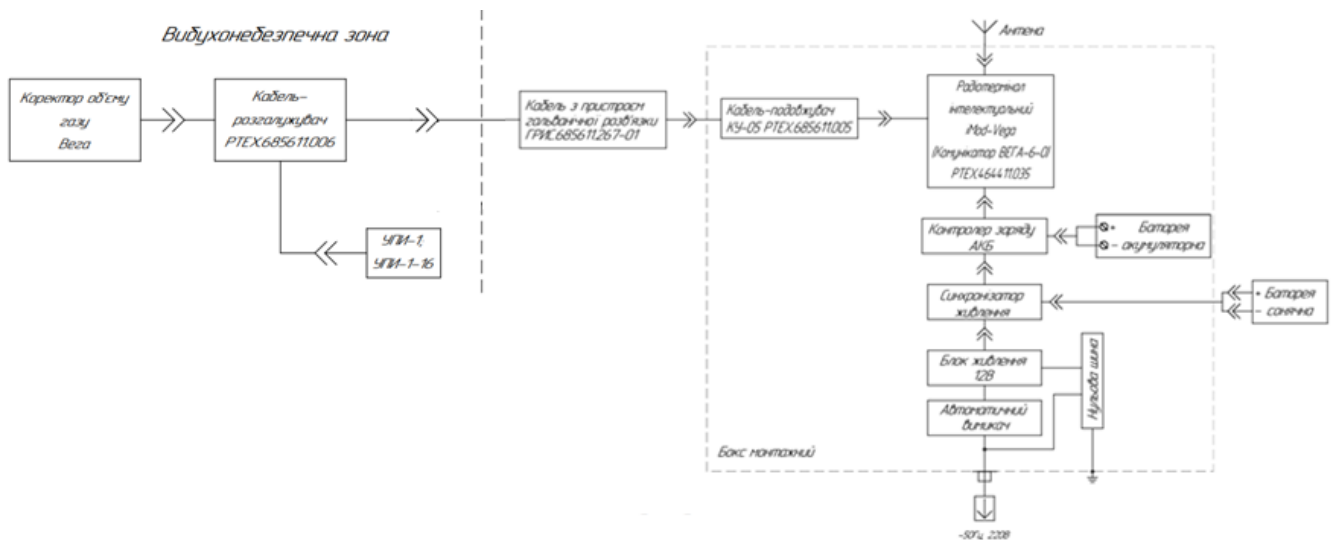 Вибухонебезпечна зона
Коректор об'єму
газу
Вега
Кабель-
розгалужувач
РТЕХ.685611.006
УПИ-1;
УПИ-1-16
Кабель з пристроєм
гальванічної розв'язки
ГРИС.685611.267-01
Кабель-подовжувач
КУ-05 РТЕХ.685611.005
Антена
Радіотермінал
інтелектуальний
iMod-Vega
(Комунікатор ВЕГА-6-0)
РТЕХ.464411.035
Контролер заряду
АКБ
+ Батарея
- акумуляторна
Синхронізатор
живлення
+ Батарея
- сонячна
Блок живлення
12В
Нульова шина
Автоматичний
вимикач
Бокс монтажний
~50Гц, 220В